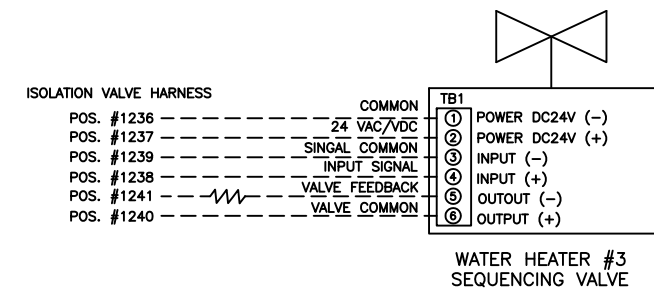 ISOLATION VALVE HARNESS
POS. #1236 COMMON
POS. #1237 24 VAC/VDC
POS. #1239 SINGAL COMMON
POS. #1238 INPUT SIGNAL
POS. #1241 VALVE FEEDBACK
POS. #1240 VALVE COMMON
TB1
1 POWER DC24V (-)
2 POWER DC24V (+)
3 INPUT (-)
4 INPUT (+)
5 OUTOUT (-)
6 OUTPUT (+)
WATER HEATER #3
SEQUENCING VALVE